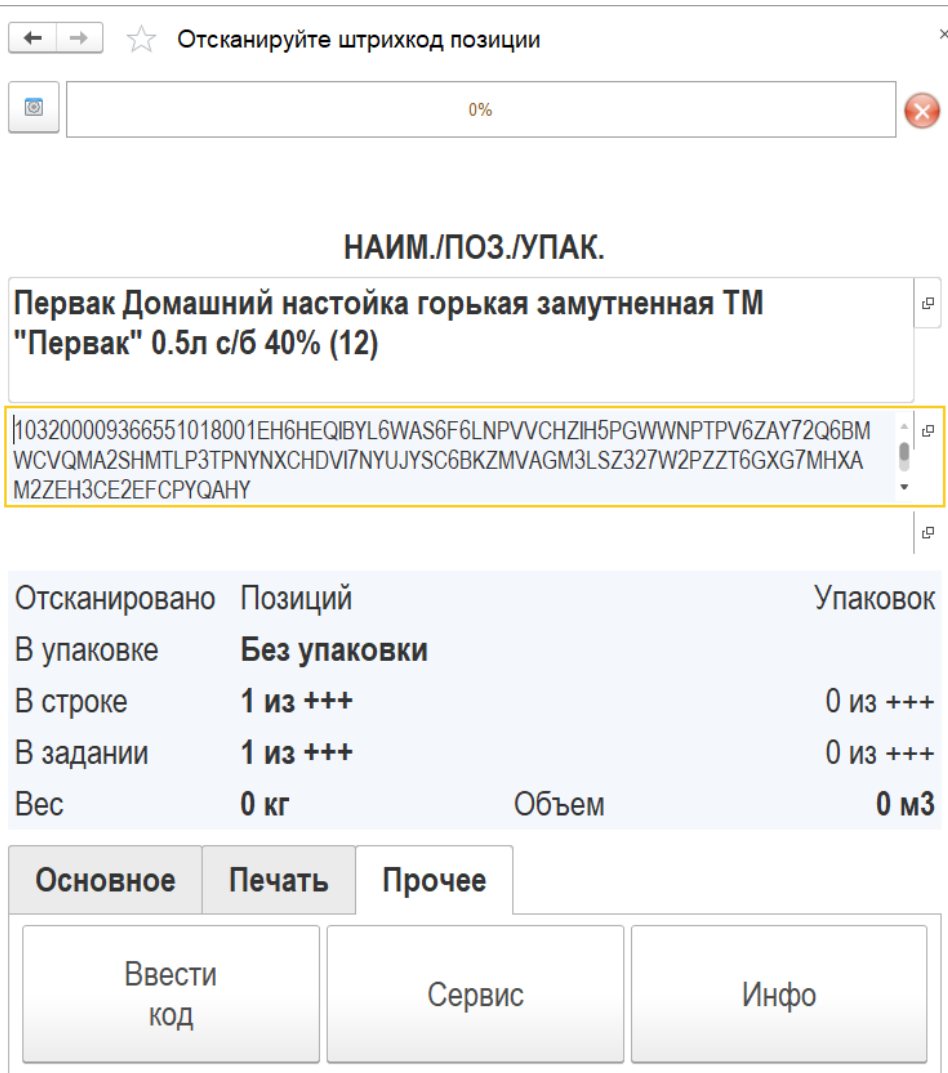 Отсканируйте штрихкод позиции
0%
НАИМ./ПОЗ./УПАК.
Первак Домашний настойка горькая замутненная ТМ
"Первак" 0.5л с/б 40% (12)
103200009366551018001EH6HEQIBYL6WAS6F6LNPVVCHZIH5PGWWNPTPV6ZAY72Q6BM
WCVQMA2SHMTLP3TPNYNXCHDVI7NYUJYSC6BKZMVAGM3LSZ327W2PZZT6GXG7MHXA
M2ZEH3CE2EFCPYQAHY
Отсканировано Позиций Упаковок
В упаковке Без упаковки
В строке 1 из +++ 0 из +++
В задании 1 из +++ 0 из +++
Вес 0 кг Объем 0 м3
Основное Печать Прочее
Ввести
код
Сервис
Инфо